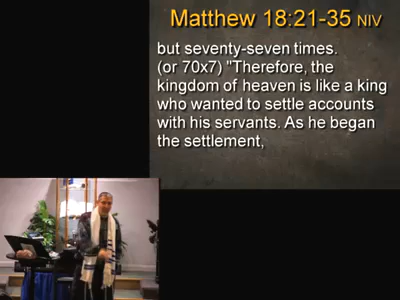 Matthew 18:21-35 NIV
but seventy-seven times.
(or 70x7) "Therefore, the
kingdom of heaven is like a king
who wanted to settle accounts
with his servants. As he began
the settlement,